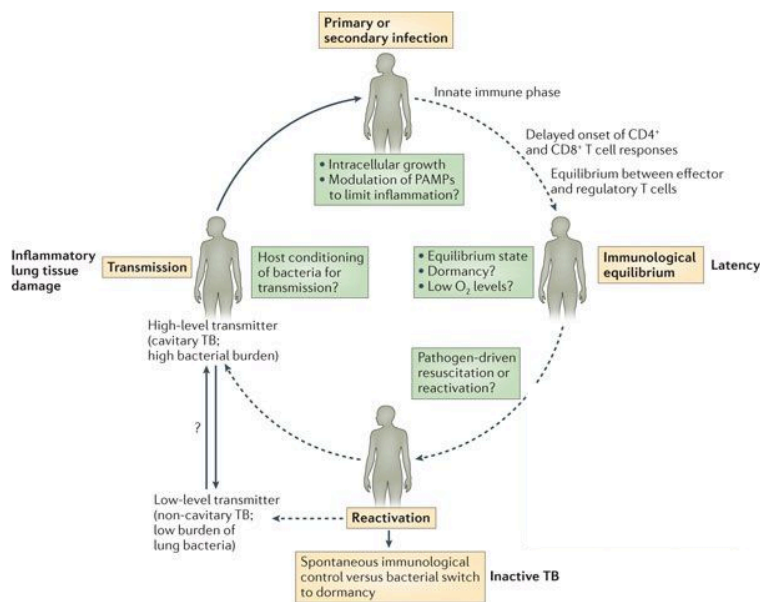 Primary or
secondary infection
Innate immune phase
Delayed onset of CD4⁺
and CD8⁺ T cell responses
Equilibrium between effector
and regulatory T cells
• Intracellular growth
• Modulation of PAMPs
to limit inflammation?
Inflammatory
lung tissue
damage
Transmission
Host conditioning
of bacteria for
transmission?
• Equilibrium state
• Dormancy?
• Low O₂ levels?
Immunological
equilibrium
Latency
High-level transmitter
(cavitary TB;
high bacterial burden)
Pathogen-driven
resuscitation or
reactivation?
?
Low-level transmitter
(non-cavitary TB;
low burden of
lung bacteria)
Reactivation
Spontaneous immunological
control versus bacterial switch
to dormancy
Inactive TB